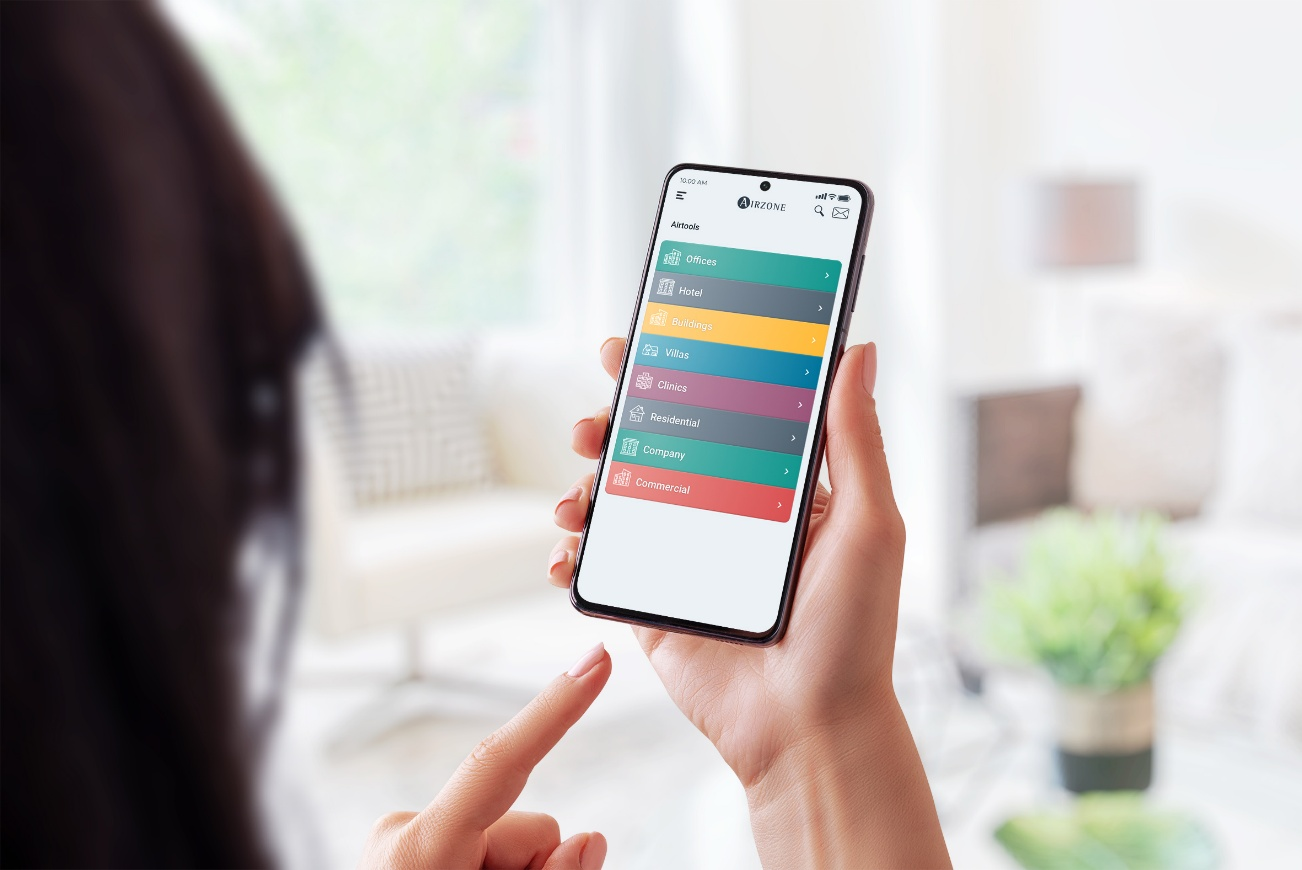 10:00 AM
AIRZONE
Airtools
Offices
Hotel
Buildings
Villas
Clinics
Residential
Company
Commercial